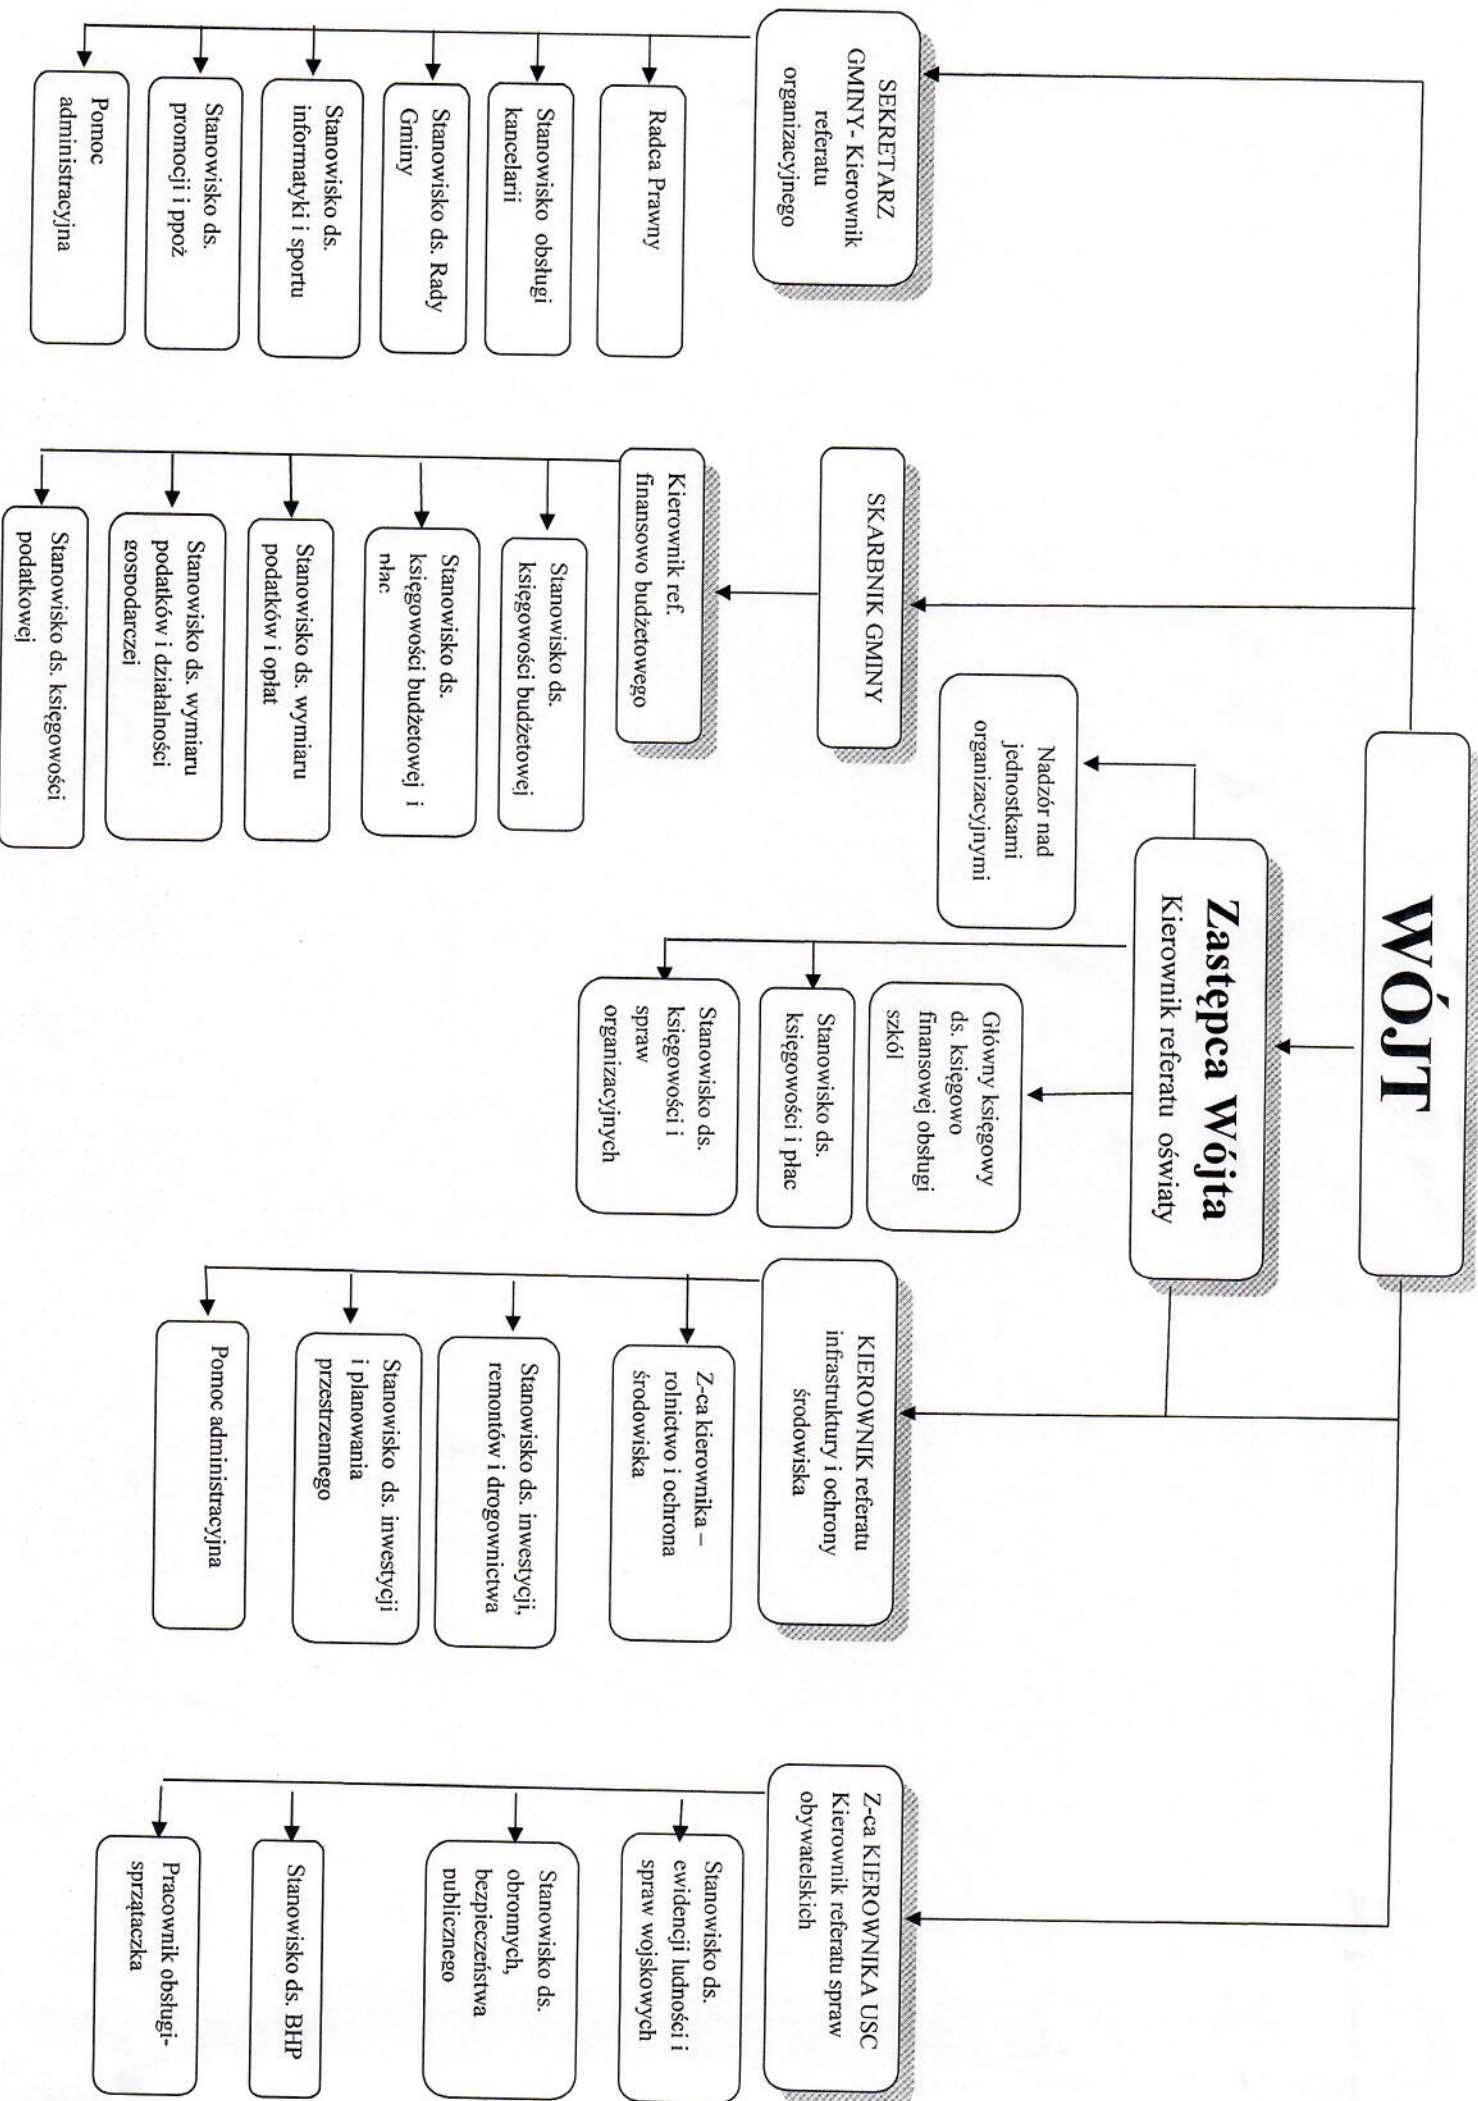 WÓJT
Zastępca Wójta
Kierownik referatu oświaty
SEKRETARZ
GMINY- Kierownik
referatu
organizacyjnego
Radca Prawny
Stanowisko obsługi
kancelarii
Stanowisko ds. Rady
Gminy
Stanowisko ds.
informatyki i sportu
Stanowisko ds.
promocji i ppoż
Pomoc
administracyjna
SKARBNIK GMINY
Kierownik ref.
finansowo budżetowego
Stanowisko ds.
księgowości budżetowej
Stanowisko ds.
księgowości budżetowej i
płac
Stanowisko ds. wymiaru
podatków i opłat
Stanowisko ds. wymiaru
podatków i działalności
gospodarczej
Stanowisko ds. księgowości
podatkowej
Nadzór nad
jednostkami
organizacyjnymi
Główny księgowy
ds. księgowo
finansowej obsługi
szkól
Stanowisko ds.
księgowości i płac
Stanowisko ds.
księgowości i
spraw
organizacyjnych
KIEROWNIK referatu
infrastruktury i ochrony
środowiska
Z-ca kierownika –
rolnictwo i ochrona
środowiska
Stanowisko ds. inwestycji,
remontów i drogownictwa
Stanowisko ds. inwestycji
i planowania
przestrzennego
Pomoc administracyjna
Z-ca KIEROWNIKA USC
Kierownik referatu spraw
obywatelskich
Stanowisko ds.
ewidencji ludności i
spraw wojskowych
Stanowisko ds.
obronnych,
bezpieczeństwa
publicznego
Stanowisko ds. BHP
Pracownik obsługi-
sprzątaczka